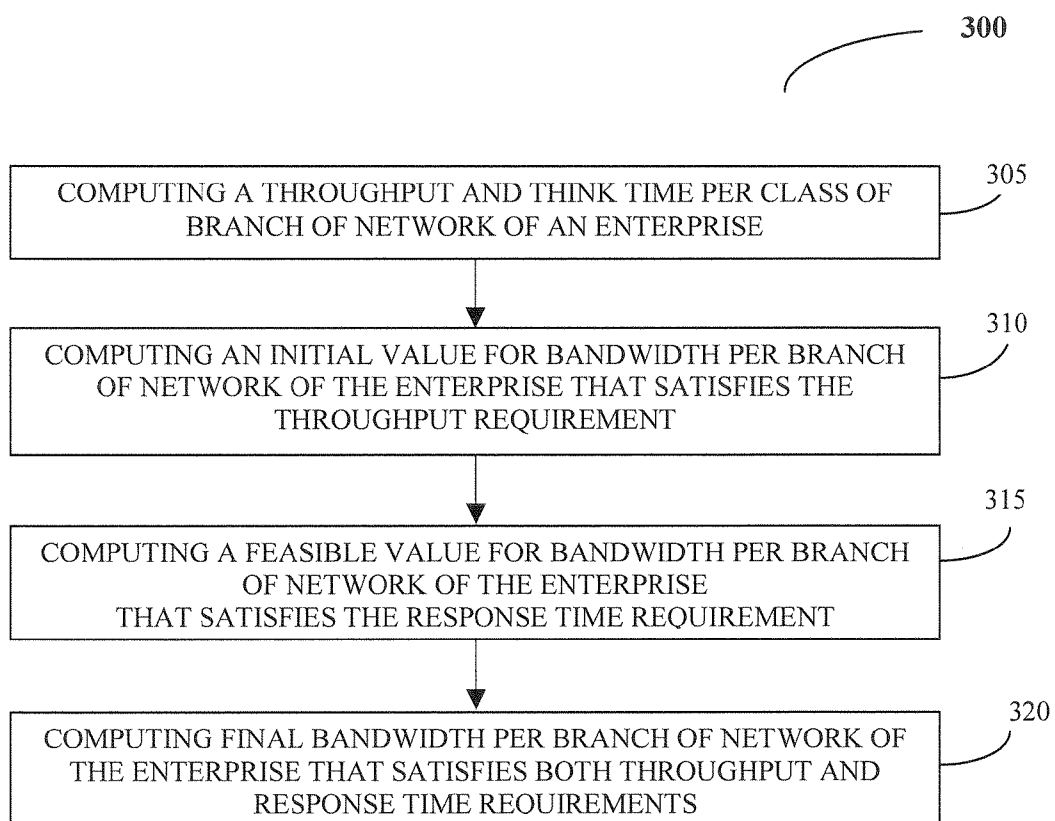 300
COMPUTING A THROUGHPUT AND THINK TIME PER CLASS OF
BRANCH OF NETWORK OF AN ENTERPRISE
305
COMPUTING AN INITIAL VALUE FOR BANDWIDTH PER BRANCH
OF NETWORK OF THE ENTERPRISE THAT SATISFIES THE
THROUGHPUT REQUIREMENT
310
COMPUTING A FEASIBLE VALUE FOR BANDWIDTH PER BRANCH
OF NETWORK OF THE ENTERPRISE
THAT SATISFIES THE RESPONSE TIME REQUIREMENT
315
COMPUTING FINAL BANDWIDTH PER BRANCH OF NETWORK OF
THE ENTERPRISE THAT SATISFIES BOTH THROUGHPUT AND
RESPONSE TIME REQUIREMENTS
320